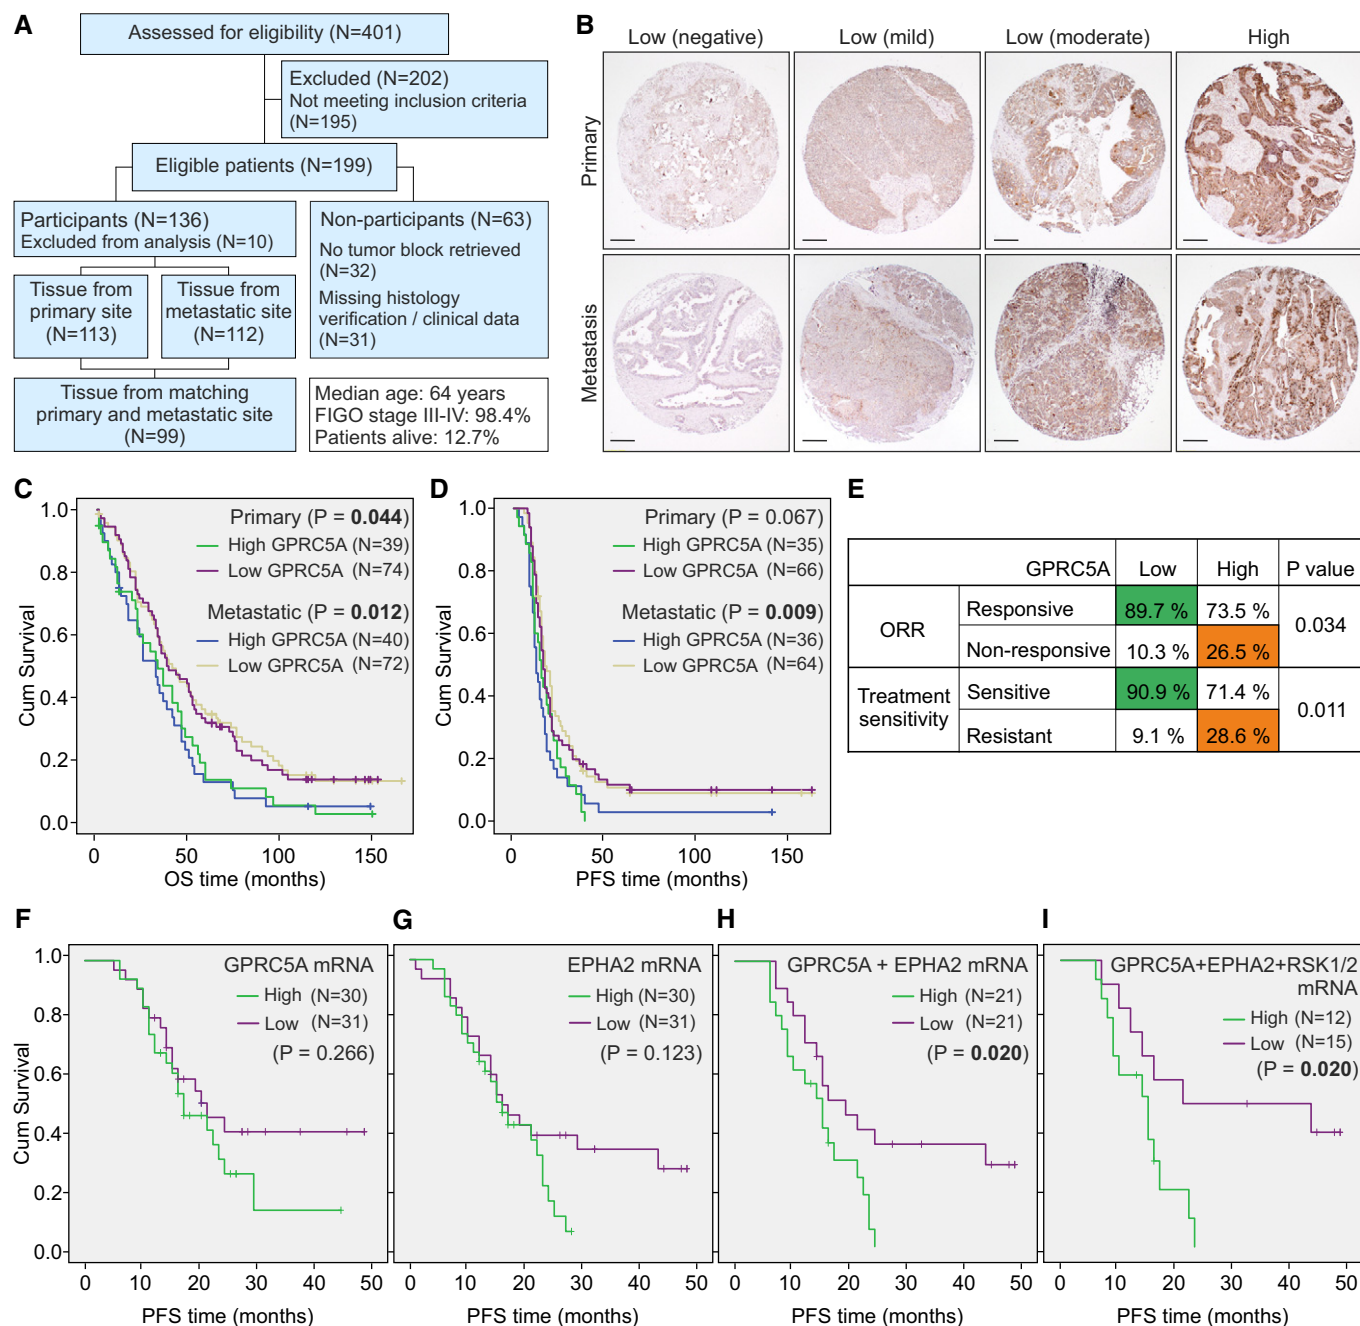 A
Assessed for eligibility (N=401)
Excluded (N=202)
Not meeting inclusion criteria
(N=195)
Eligible patients (N=199)
Participants (N=136)
Excluded from analysis (N=10)
Non-participants (N=63)
No tumor block retrieved
(N=32)
Missing histology
verification / clinical data
(N=31)
Tissue from
primary site
(N=113)
Tissue from
metastatic site
(N=112)
Tissue from matching
primary and metastatic site
(N=99)
Median age: 64 years
FIGO stage III-IV: 98.4%
Patients alive: 12.7%
B
Low (negative)
Low (mild)
Low (moderate)
High
Primary
Metastasis
C
Cum Survival
1.0
0.8
0.6
0.4
0.2
0.0
Primary (P = 0.044)
High GPRC5A (N=39)
Low GPRC5A (N=74)
Metastatic (P = 0.012)
High GPRC5A (N=40)
Low GPRC5A (N=72)
0 50 100 150
OS time (months)
D
Cum Survival
1.0
0.8
0.6
0.4
0.2
0.0
Primary (P = 0.067)
High GPRC5A (N=35)
Low GPRC5A (N=66)
Metastatic (P = 0.009)
High GPRC5A (N=36)
Low GPRC5A (N=64)
0 50 100 150
PFS time (months)
E
GPRC5A Low High P value
ORR
Responsive 89.7 % 73.5 %
Non-responsive 10.3 % 26.5 %
0.034
Treatment
sensitivity
Sensitive 90.9 % 71.4 %
Resistant 9.1 % 28.6 %
0.011
F
Cum Survival
1.0
0.8
0.6
0.4
0.2
0.0
GPRC5A mRNA
High (N=30)
Low (N=31)
(P = 0.266)
0 10 20 30 40 50
PFS time (months)
G
EPHA2 mRNA
High (N=30)
Low (N=31)
(P = 0.123)
0 10 20 30 40 50
PFS time (months)
H
GPRC5A + EPHA2 mRNA
High (N=21)
Low (N=21)
(P = 0.020)
0 10 20 30 40 50
PFS time (months)
I
GPRC5A+EPHA2+RSK1/2
mRNA
High (N=12)
Low (N=15)
(P = 0.020)
0 10 20 30 40 50
PFS time (months)